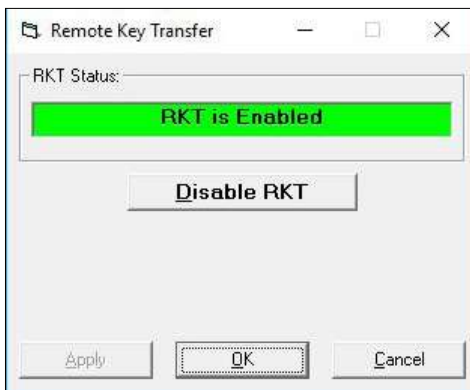 Remote Key Transfer
RKT Status:
RKT is Enabled
Disable RKT
Apply OK Cancel